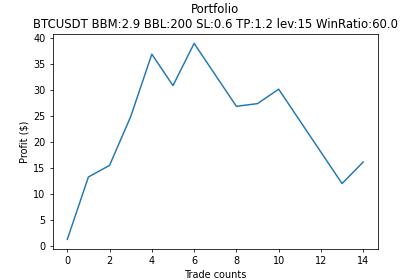 Portfolio
BTCUSDT BBM:2.9 BBL:200 SL:0.6 TP:1.2 lev:15 WinRatio:60.0
40
35
30
25
20
15
10
5
0
Profit ($)
0 2 4 6 8 10 12 14
Trade counts